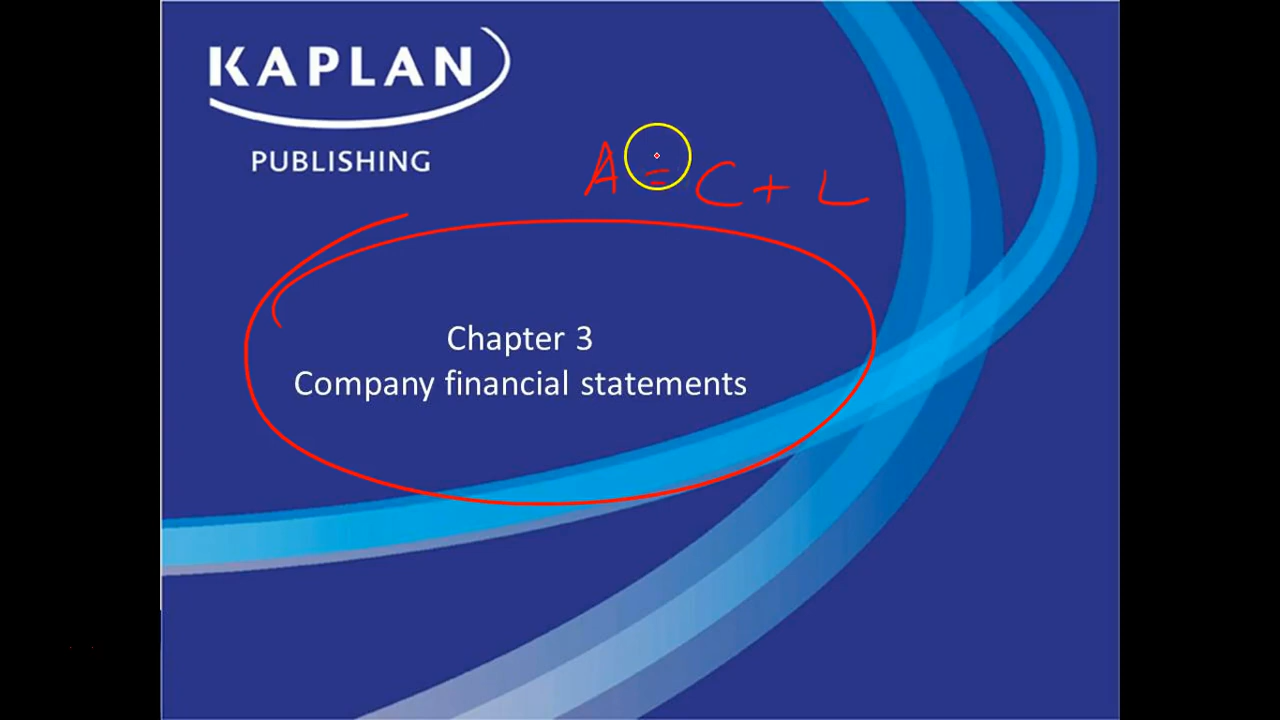 KAPLAN
PUBLISHING
A = C + L
Chapter 3
Company financial statements